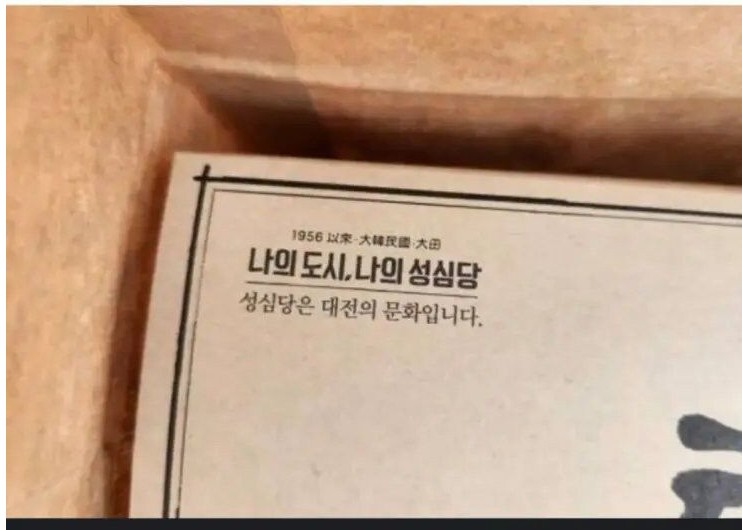 1956 以來·大韓民國·大田
나의 도시, 나의 성심당
성심당은 대전의 문화입니다.